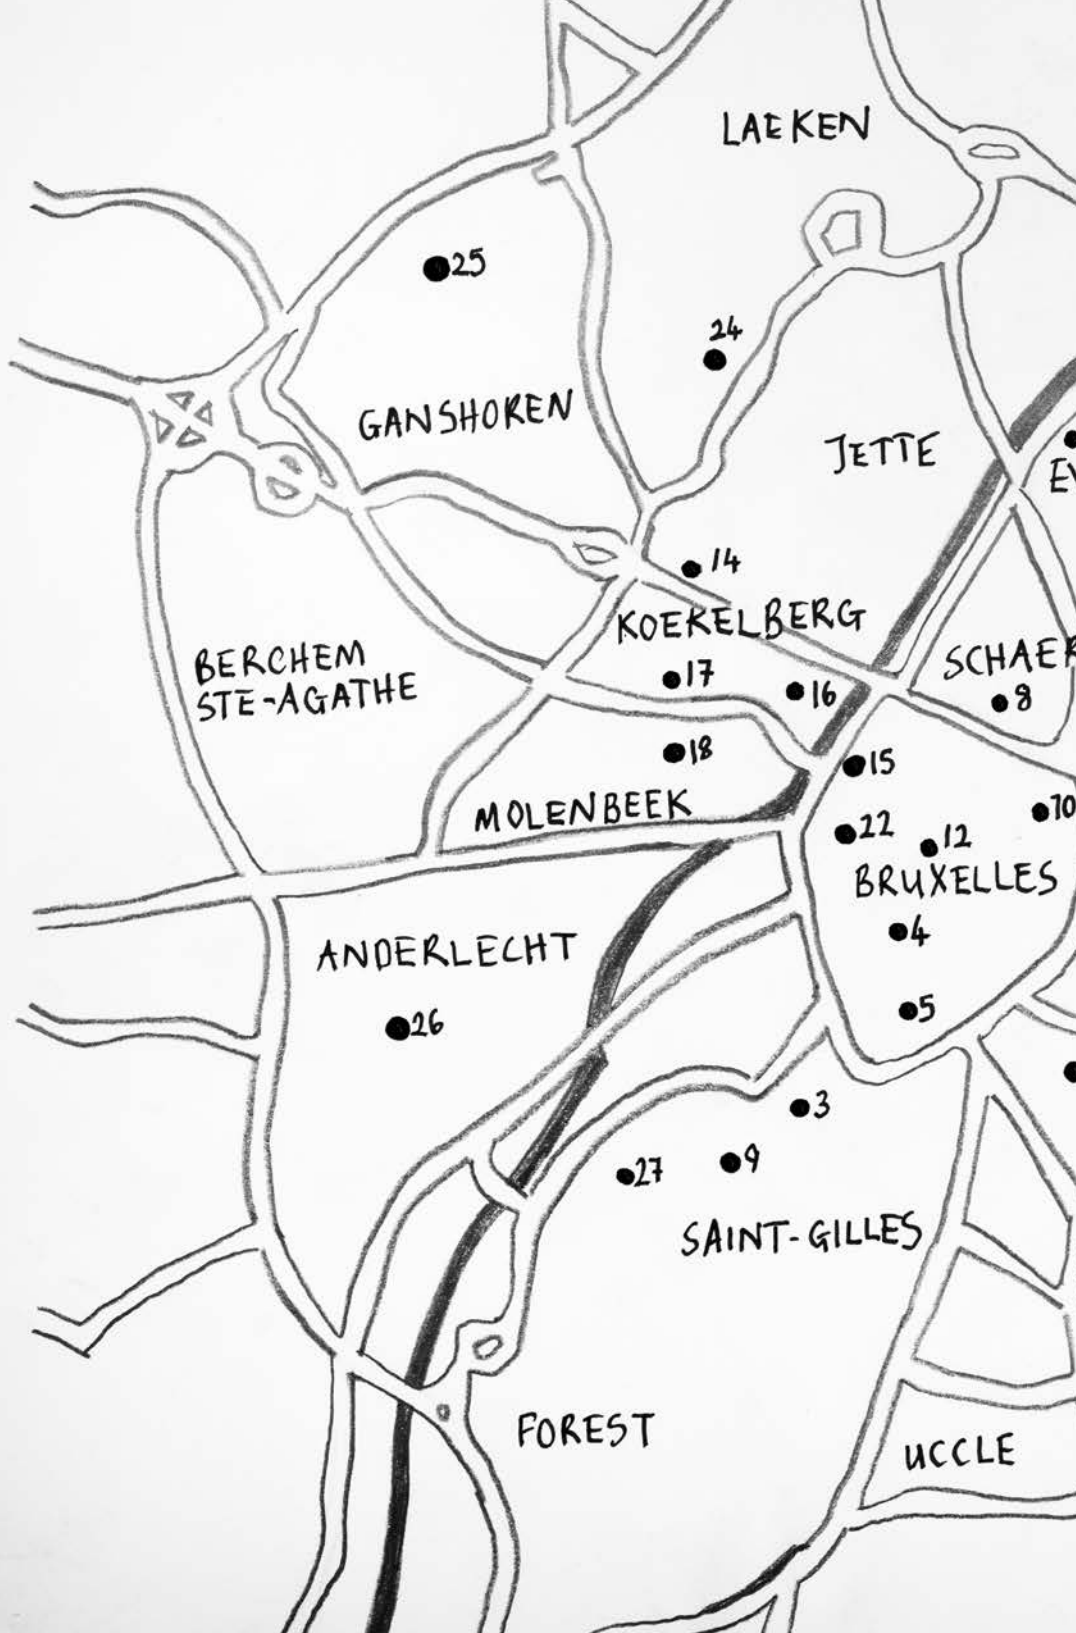 LAEKEN
25
24
GANSHOREN
JETTE
EV
14
KOEKELBERG
BERCHEM
STE-AGATHE
SCHAER
17
16
8
18
15
MOLENBEEK
10
22
12
BRUXELLES
4
ANDERLECHT
26
5
3
27
9
SAINT-GILLES
FOREST
UCCLE